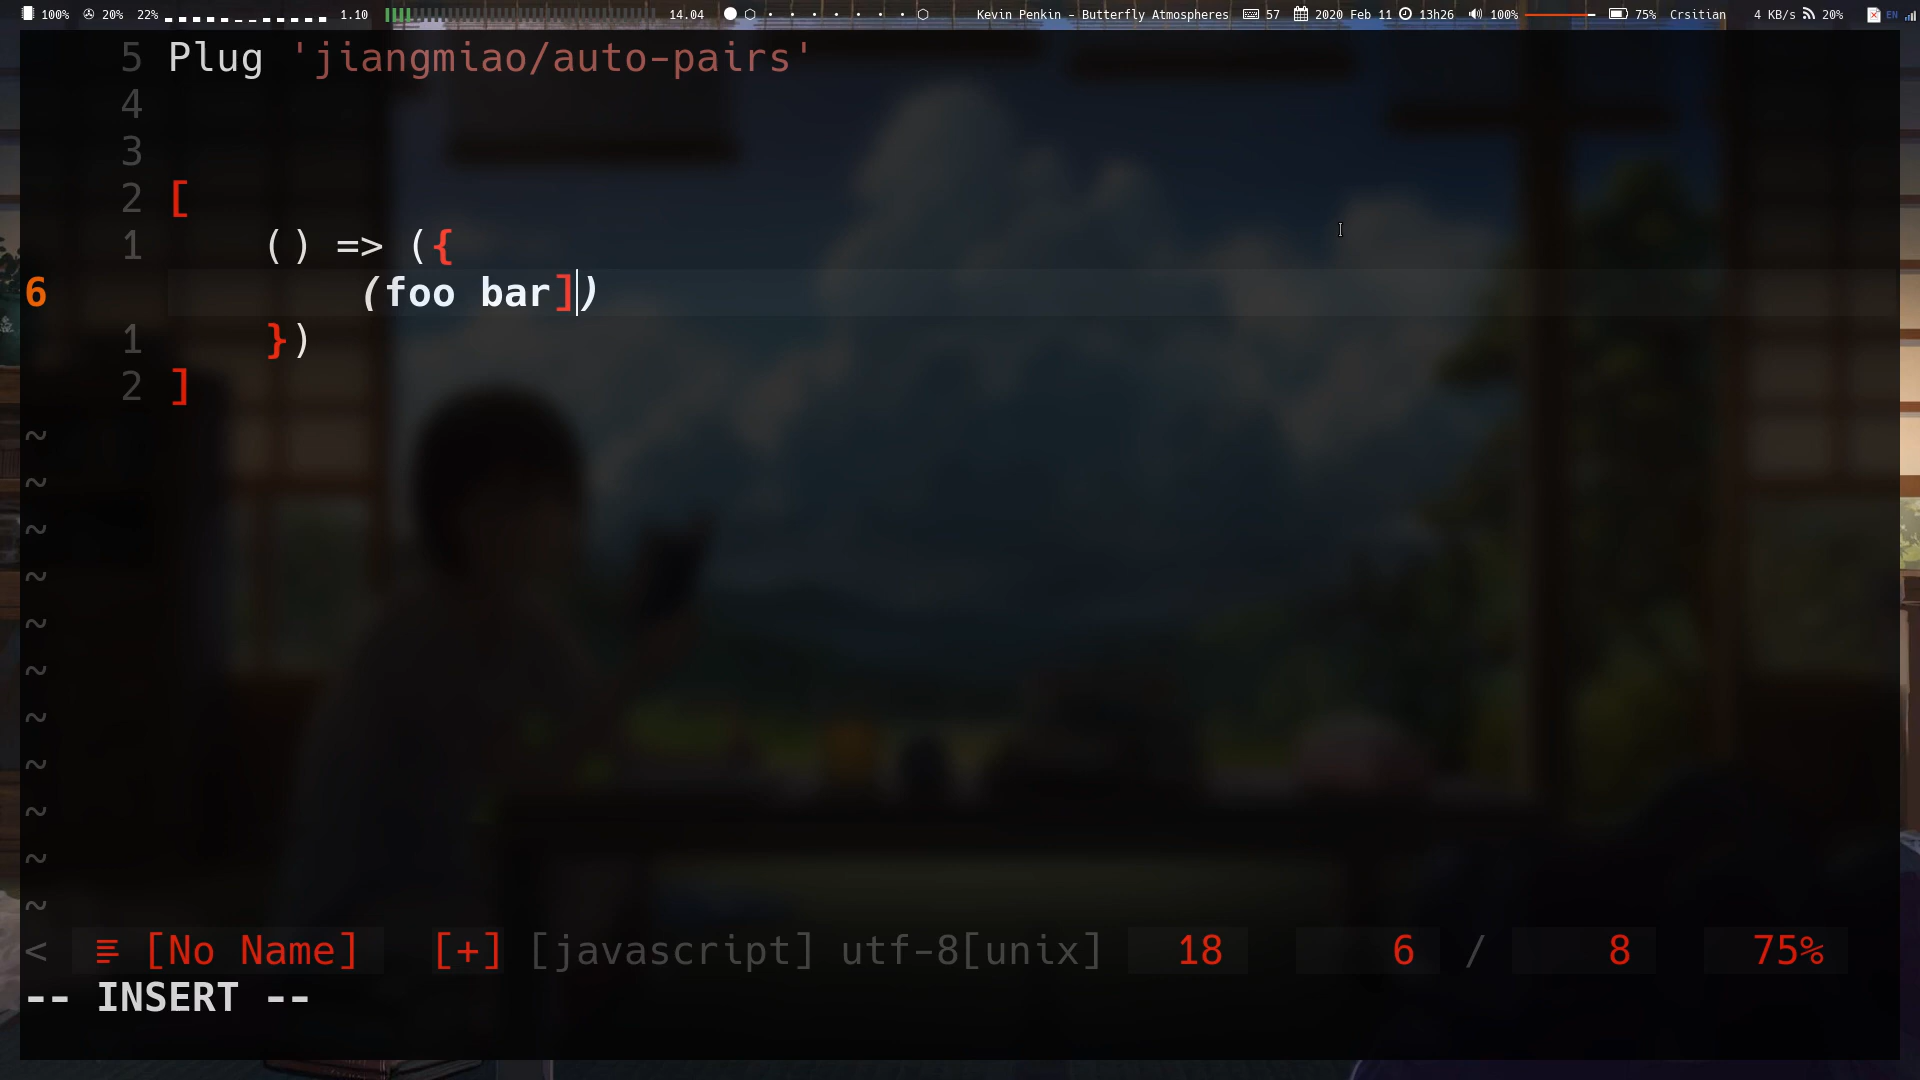 100% 20% 22% 1.10 14.04 Kevin Penkin - Butterfly Atmospheres 57 2020 Feb 11 13h26 100% 75% Crsitian 4 KB/s 20% EN
5 Plug 'jiangmiao/auto-pairs'
4
3
2 [
1 () => ({
6 (foo bar])
1 })
2 ]
~
~
~
~
~
~
~
~
~
~
~
< [No Name] [+] [javascript] utf-8[unix] 18 6 / 8 75%
-- INSERT --